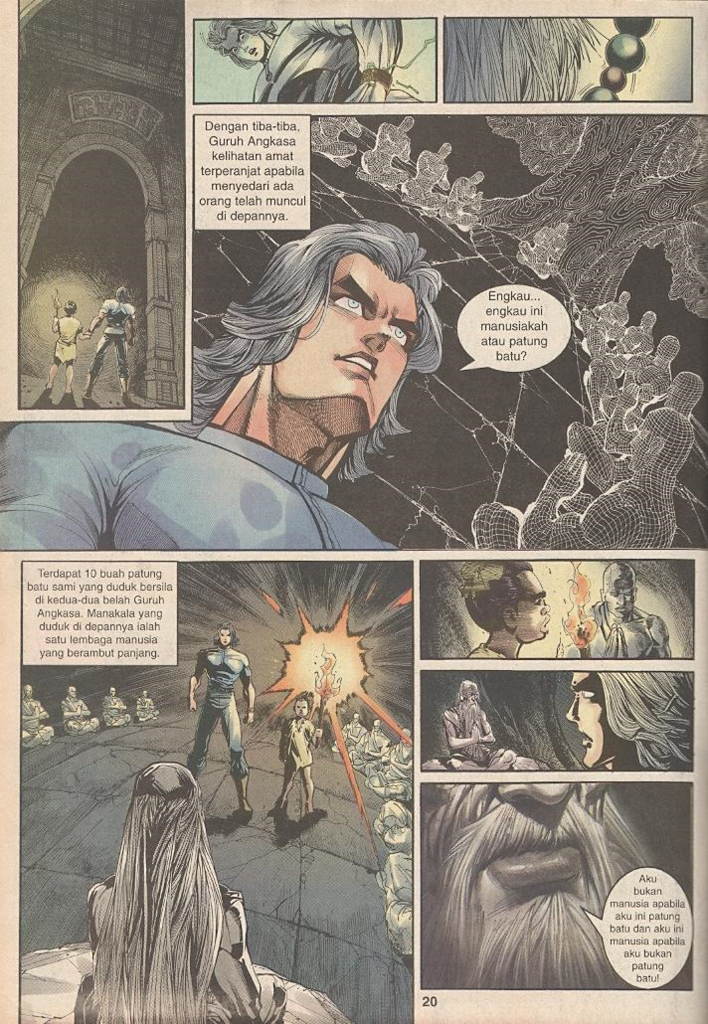 Dengan tiba-tiba,
Guruh Angkasa
kelihatan amat
terperanjat apabila
menyedari ada
orang telah muncul
di depannya.
Engkau...
engkau ini
manusiakah
atau patung
batu?
Terdapat 10 buah patung
batu sami yang duduk bersila
di kedua-dua belah Guruh
Angkasa. Manakala yang
duduk di depannya ialah
satu lembaga manusia
yang berambut panjang.
Aku
bukan
manusia apabila
aku ini patung
batu dan aku ini
manusia apabila
aku bukan
patung
batu!
20